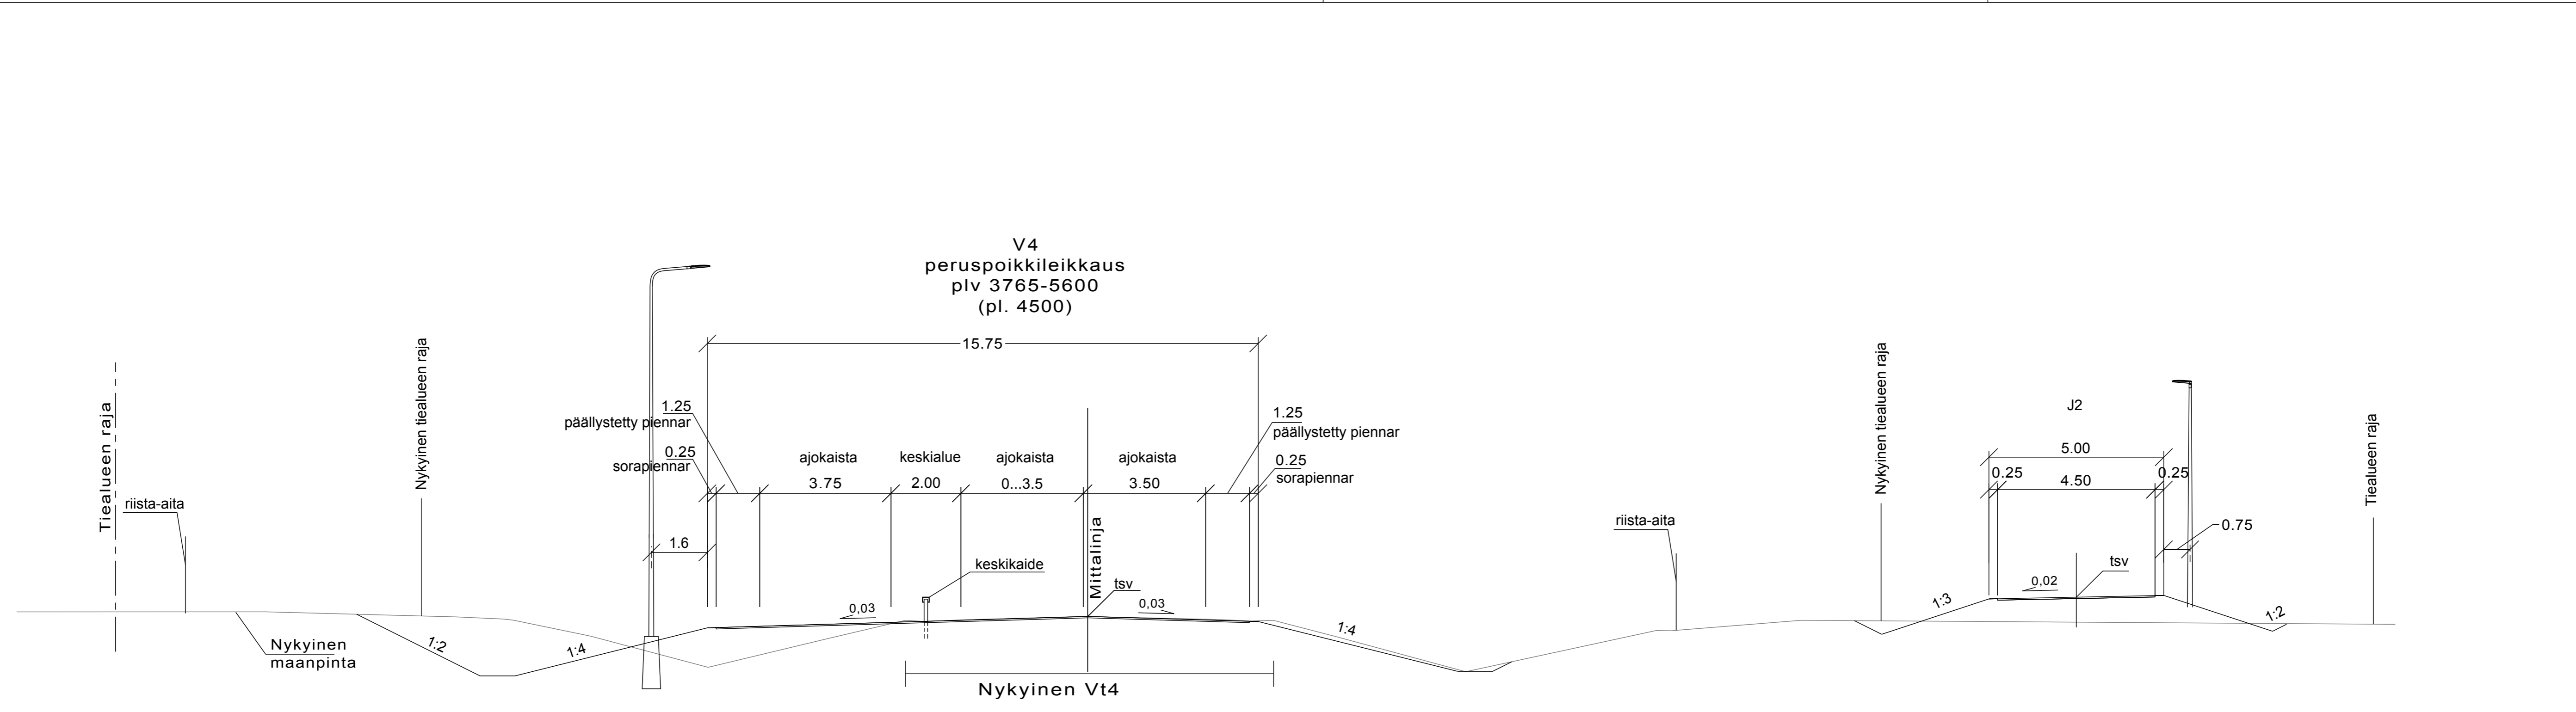 V4
peruspoikkileikkaus
plv 3765-5600
(pl. 4500)
15.75
Tiealueen raja
riista-aita
Nykyinen tiealueen raja
1.25
päällystetty piennar
0.25
sorapiennar
ajokaista
keskialue
ajokaista
ajokaista
3.75
2.00
0...3.5
3.50
1.25
päällystetty piennar
0.25
sorapiennar
1.6
keskikaide
Mittalinja
tsv
0,03
0,03
Nykyinen
maanpinta
1:2
1:4
1:4
Nykyinen Vt4
riista-aita
Nykyinen tiealueen raja
J2
5.00
0.25
4.50
0.25
0.75
tsv
0,02
1:3
1:2
Tiealueen raja